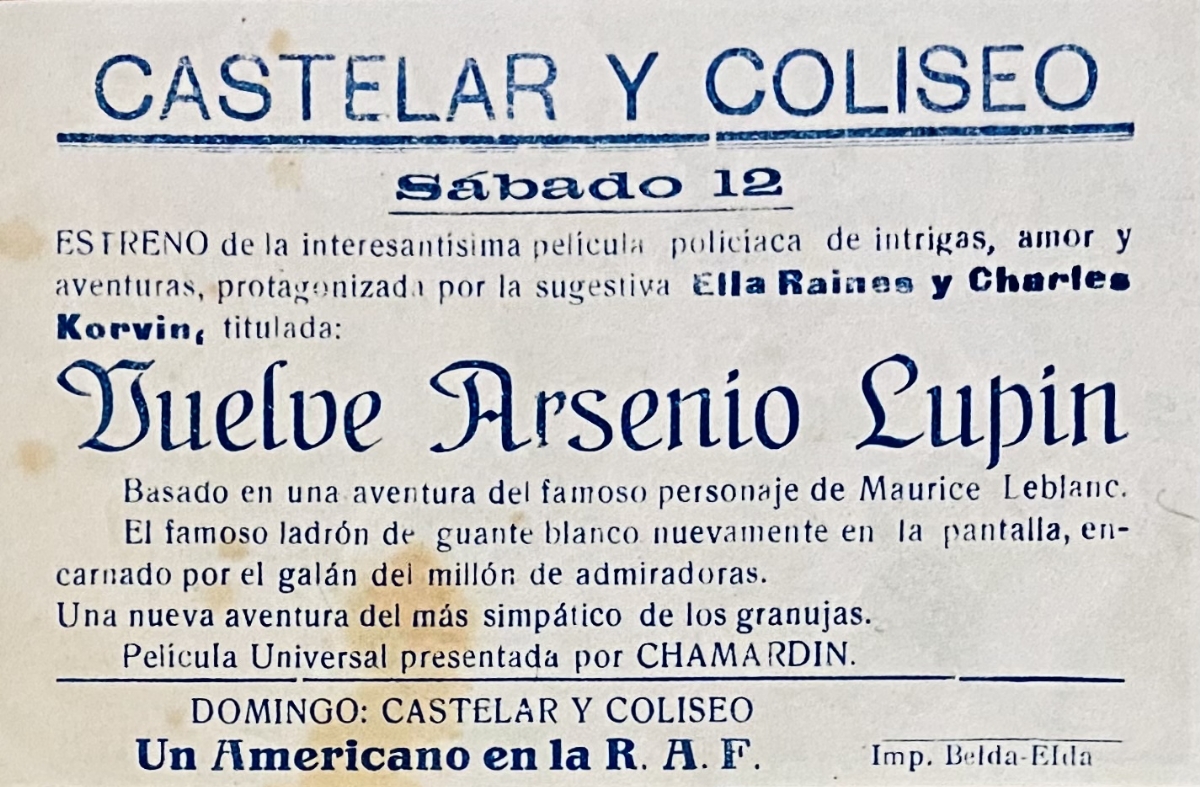 CASTELAR Y COLISEO
Sábado 12
ESTRENO de la interesantísima película policiaca de intrigas, amor y
aventuras, protagonizada por la sugestiva Ella Raines y Charles
Korvin, titulada:
Vuelve Arsenio Lupin
Basado en una aventura del famoso personaje de Maurice Leblanc.
El famoso ladrón de guante blanco nuevamente en la pantalla, en-
carnado por el galán del millón de admiradoras.
Una nueva aventura del más simpático de los granujas.
Película Universal presentada por CHAMARDIN.
DOMINGO: CASTELAR Y COLISEO
Un Americano en la R. A. F.
Imp. Belda-Elda